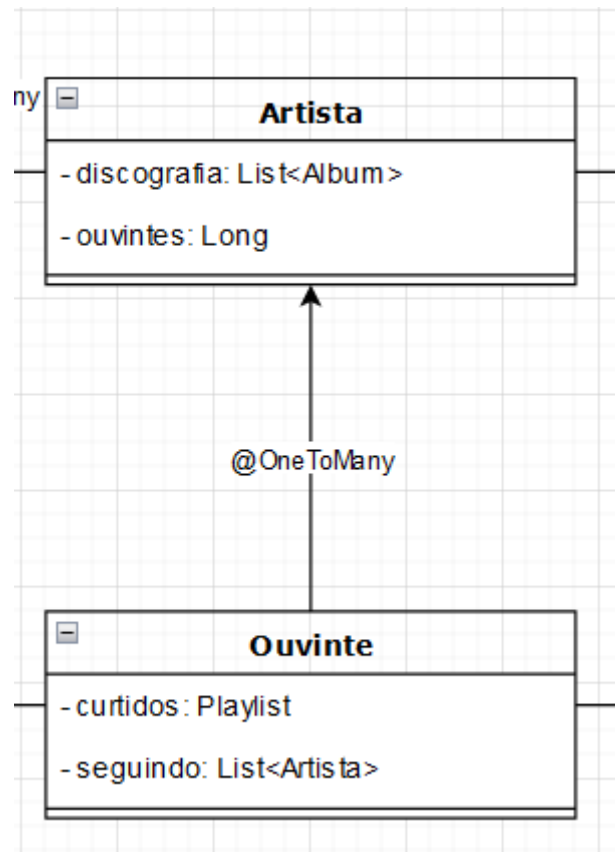 ny
Artista
- discografia: List<Album>
- ouvintes: Long
@OneToMany
Ouvinte
- curtidos: Playlist
- seguindo: List<Artista>